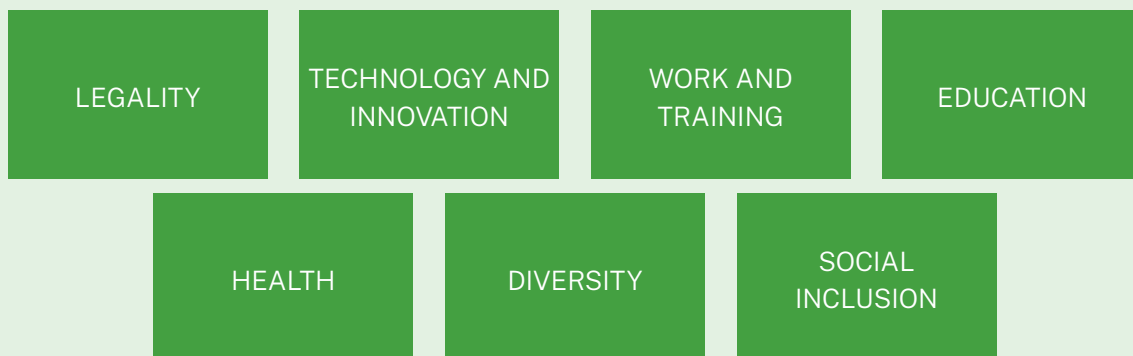 LEGALITY
TECHNOLOGY AND
INNOVATION
WORK AND
TRAINING
EDUCATION
HEALTH
DIVERSITY
SOCIAL
INCLUSION